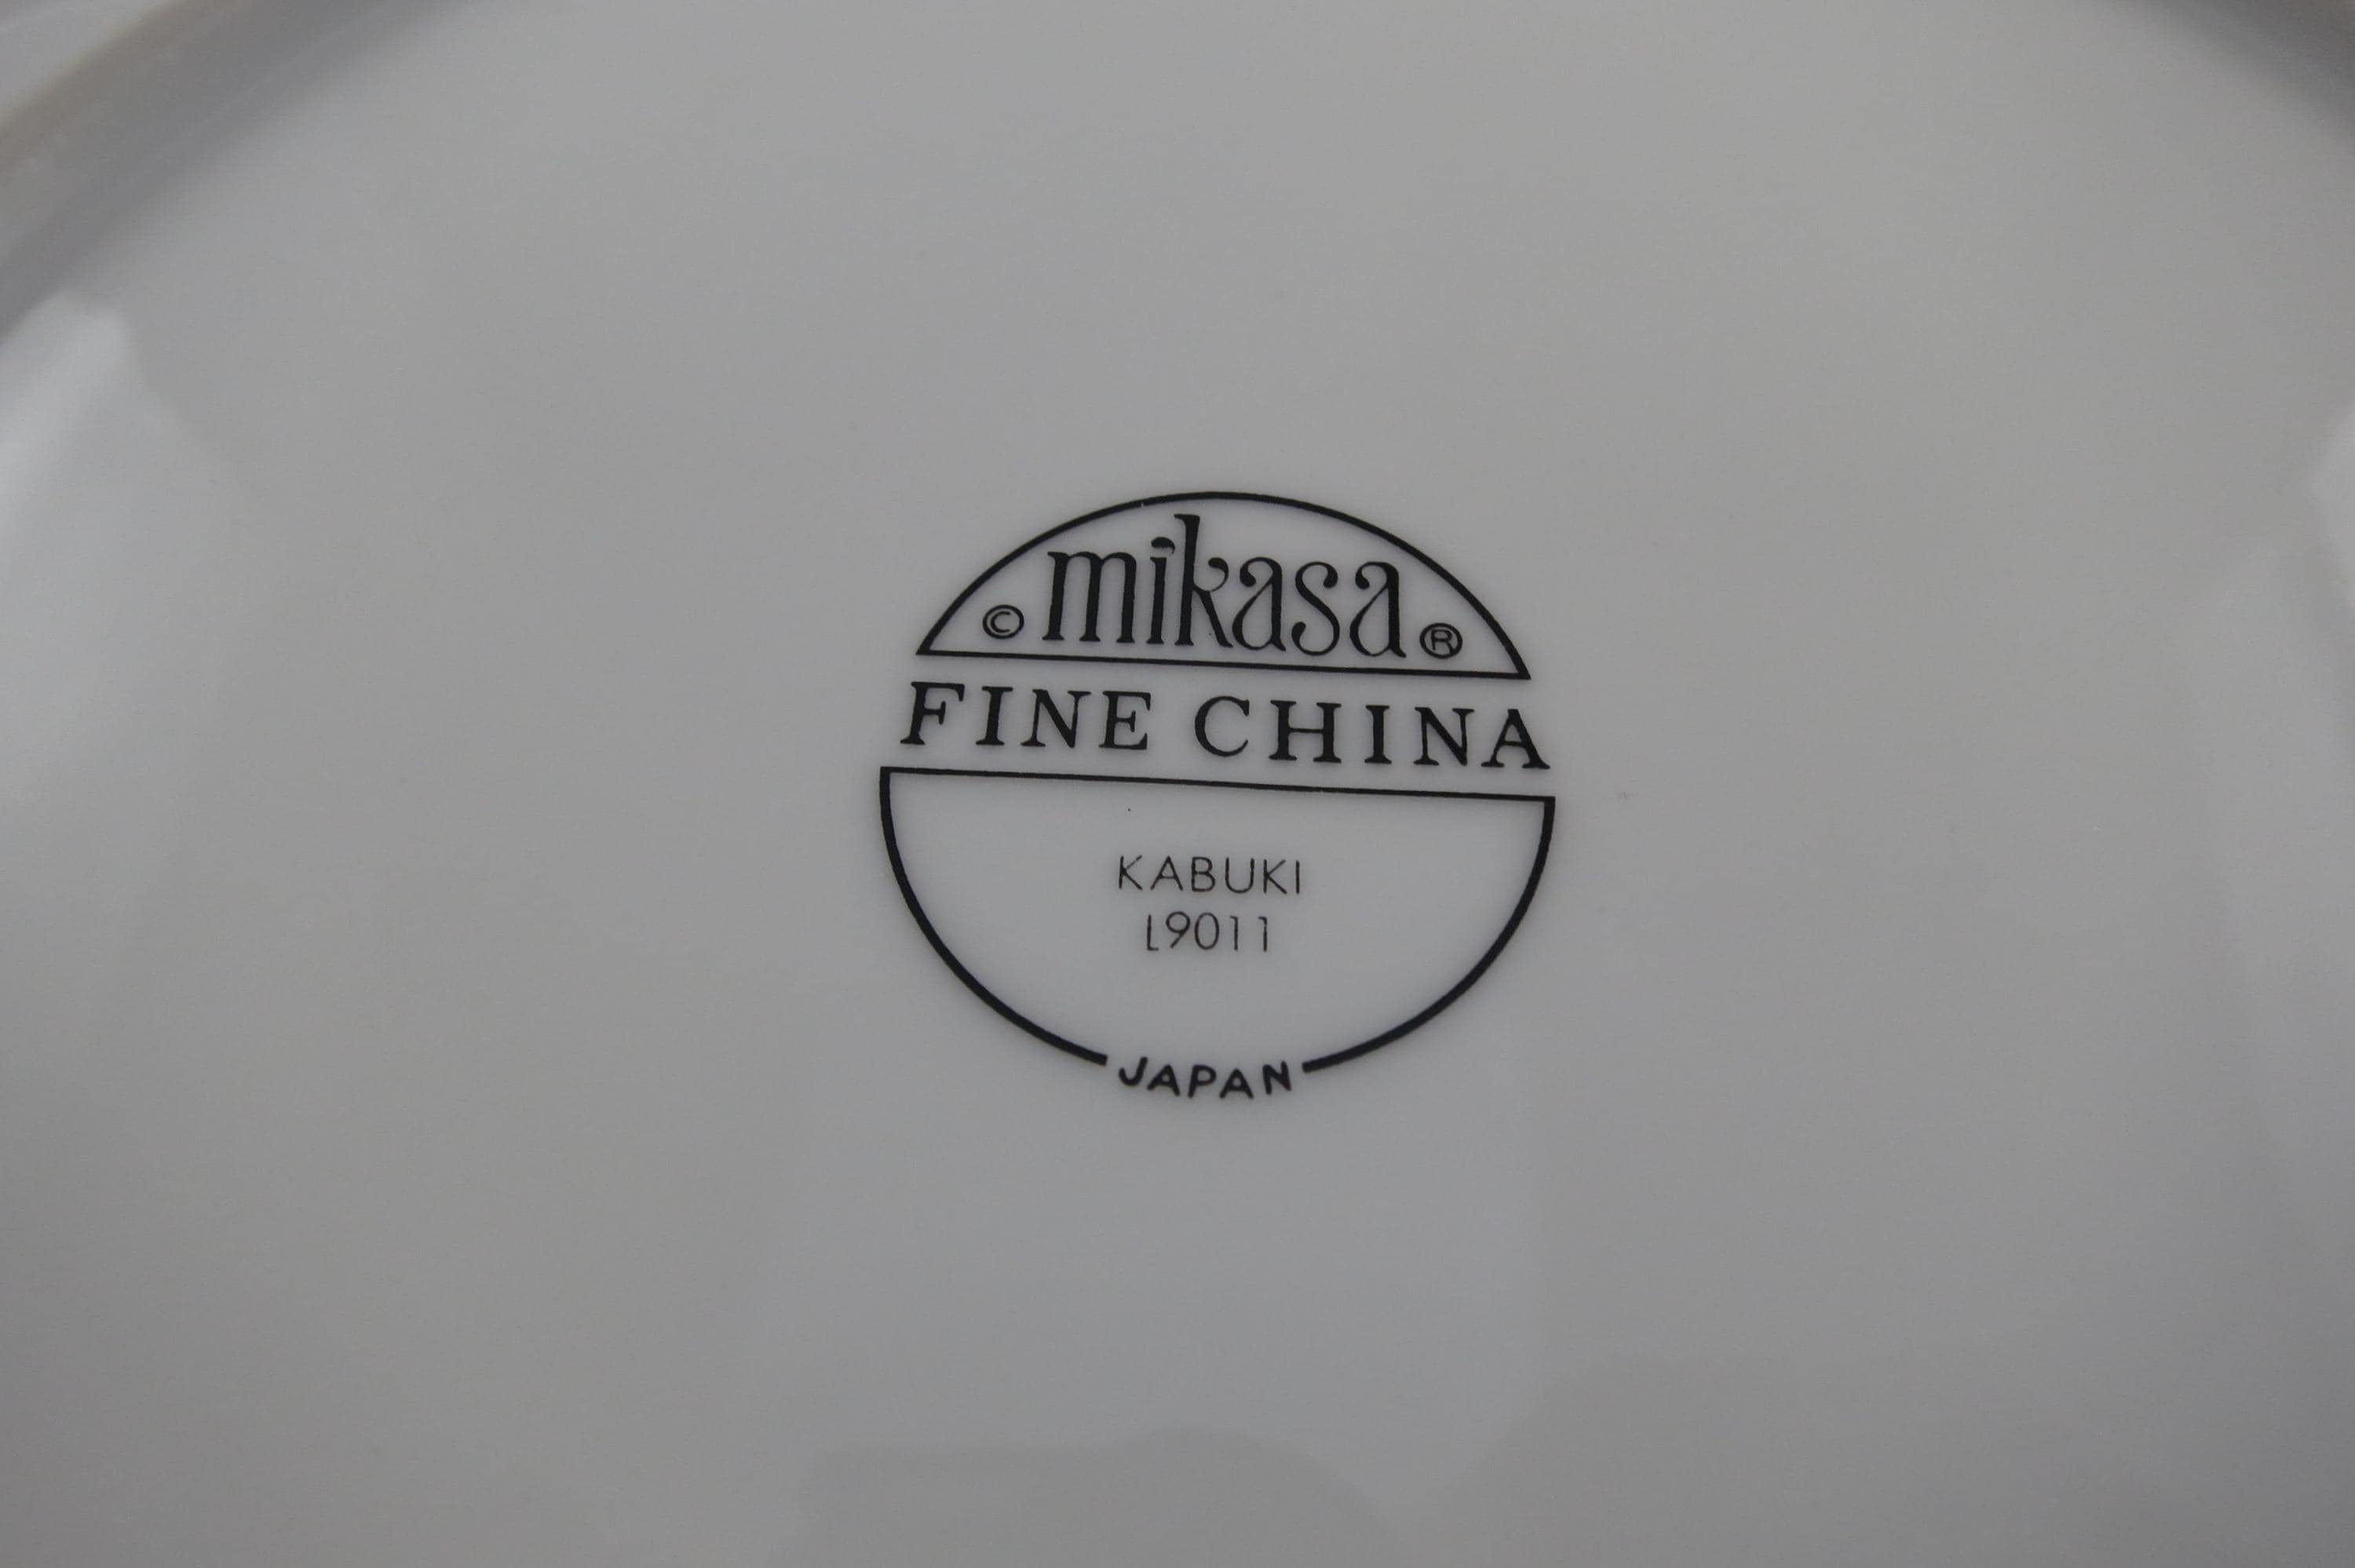 © mikasa ®
FINE CHINA
KABUKI
L9011
JAPAN